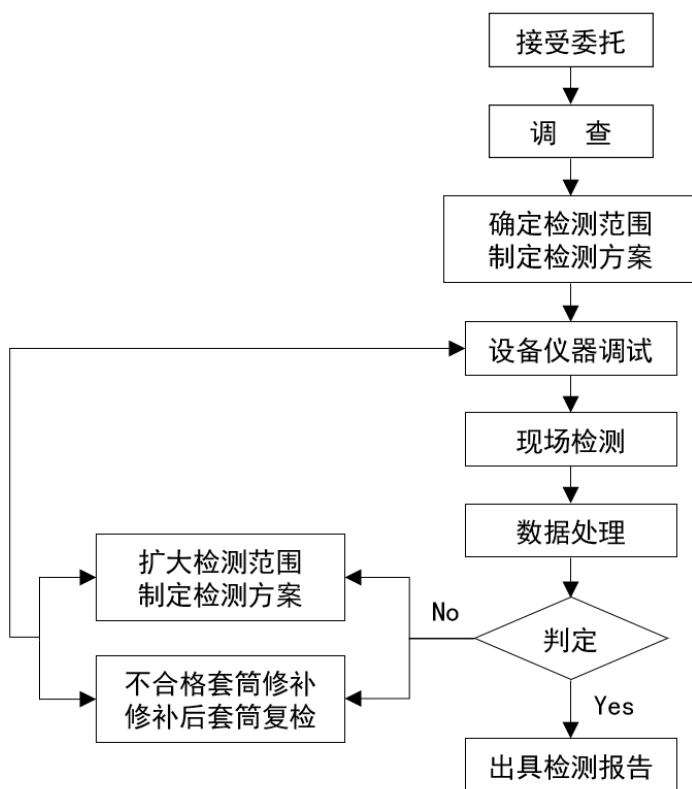 接受委托
调 查
确定检测范围
制定检测方案
设备仪器调试
现场检测
数据处理
扩大检测范围
制定检测方案
No
判定
不合格套筒修补
修补后套筒复检
Yes
出具检测报告